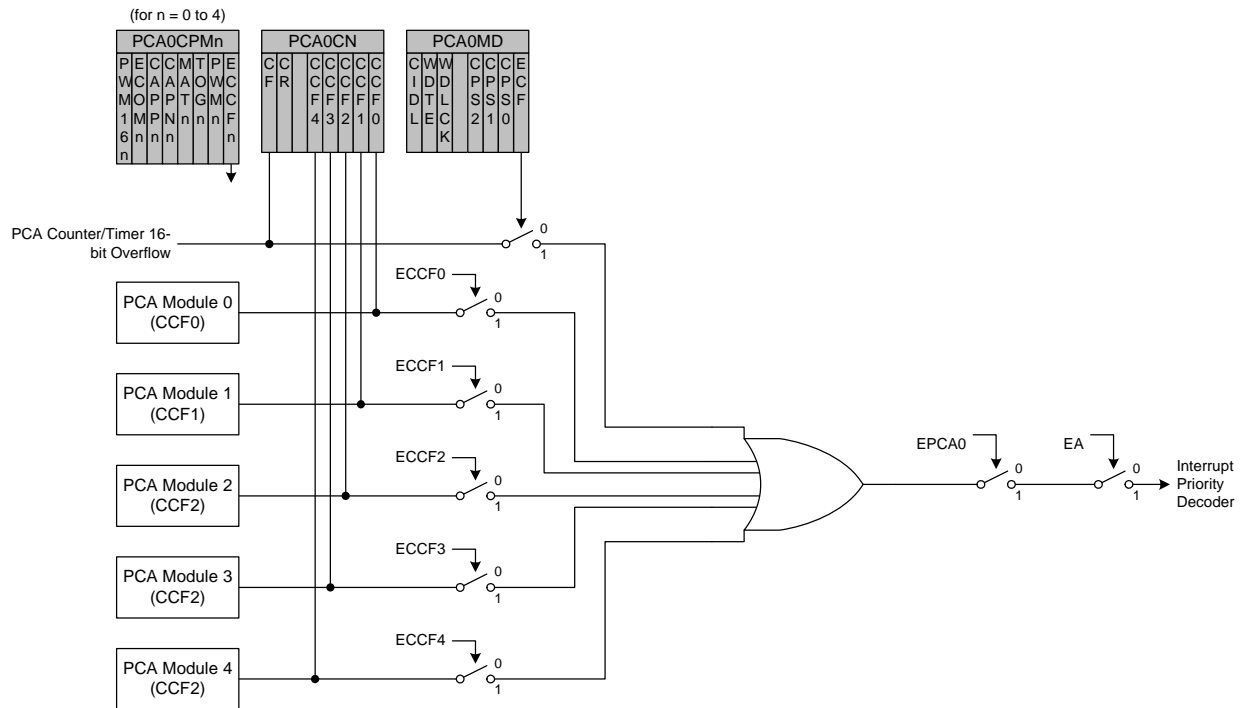 (for n = 0 to 4)
PCA0CPMn
PWM16n
ECOMn
CAPPn
CAPNn
MATn
TOGn
PWMn
ECCFn
PCA0CN
CF
CR
CCF4
CCF3
CCF2
CCF1
CCF0
PCA0MD
CIDL
WDTE
WDLCK
CPS2
CPS1
CPS0
ECF
PCA Counter/Timer 16-
bit Overflow
0
1
PCA Module 0
(CCF0)
ECCF0
0
1
PCA Module 1
(CCF1)
ECCF1
0
1
PCA Module 2
(CCF2)
ECCF2
0
1
PCA Module 3
(CCF2)
ECCF3
0
1
PCA Module 4
(CCF2)
ECCF4
0
1
EPCA0
0
1
EA
0
1
Interrupt
Priority
Decoder